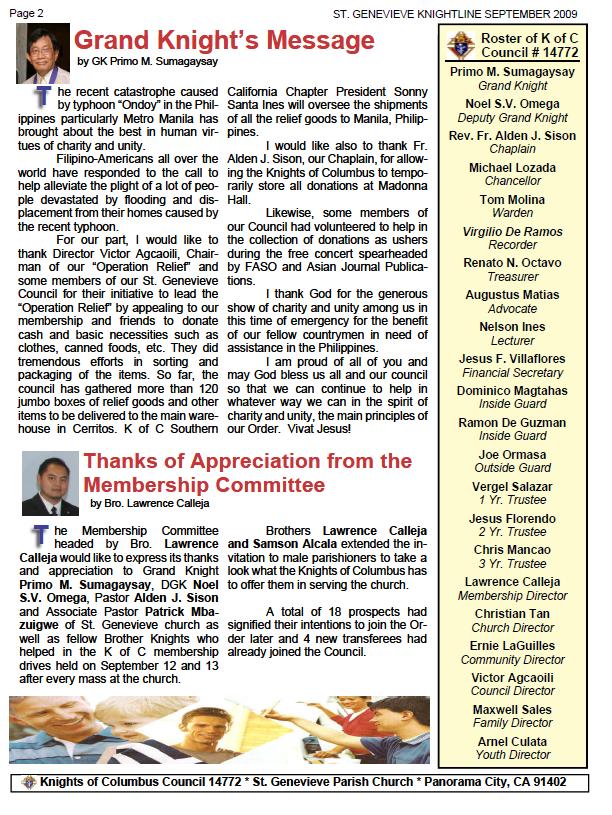 Page 2
ST. GENEVIEVE KNIGHTLINE SEPTEMBER 2009
Grand Knight's Message
by GK Primo M. Sumagaysay
The recent catastrophe caused
by typhoon "Ondoy" in the Phil-
ippines particularly Metro Manila has
brought about the best in human vir-
tues of charity and unity.
Filipino-Americans all over the
world have responded to the call to
help alleviate the plight of a lot of peo-
ple devastated by flooding and dis-
placement from their homes caused by
the recent typhoon.
For our part, I would like to
thank Director Victor Agcaoili, Chair-
man of our "Operation Relief" and
some members of our St. Genevieve
Council for their initiative to lead the
"Operation Relief" by appealing to our
membership and friends to donate
cash and basic necessities such as
clothes, canned foods, etc. They did
tremendous efforts in sorting and
packaging of the items. So far, the
council has gathered more than 120
jumbo boxes of relief goods and other
items to be delivered to the main ware-
house in Cerritos. K of C Southern
California Chapter President Sonny
Santa Ines will oversee the shipments
of all the relief goods to Manila, Philip-
pines.
I would like also to thank Fr.
Alden J. Sison, our Chaplain, for allow-
ing the Knights of Columbus to tempo-
rarily store all donations at Madonna
Hall.
Likewise, some members of
our Council had volunteered to help in
the collection of donations as ushers
during the free concert spearheaded
by FASO and Asian Journal Publica-
tions.
I thank God for the generous
show of charity and unity among us in
this time of emergency for the benefit
of our fellow countrymen in need of
assistance in the Philippines.
I am proud of all of you and
may God bless us all and our council
so that we can continue to help in
whatever way we can in the spirit of
charity and unity, the main principles of
our Order. Vivat Jesus!
Thanks of Appreciation from the
Membership Committee
by Bro. Lawrence Calleja
The Membership Committee
headed by Bro. Lawrence
Calleja would like to express its thanks
and appreciation to Grand Knight
Primo M. Sumagaysay, DGK Noel
S.V. Omega, Pastor Alden J. Sison
and Associate Pastor Patrick Mba-
zuigwe of St. Genevieve church as
well as fellow Brother Knights who
helped in the K of C membership
drives held on September 12 and 13
after every mass at the church.
Brothers Lawrence Calleja
and Samson Alcala extended the in-
vitation to male parishioners to take a
look what the Knights of Columbus has
to offer them in serving the church.
A total of 18 prospects had
signified their intentions to join the Or-
der later and 4 new transferees had
already joined the Council.
Roster of K of C
Council # 14772
Primo M. Sumagaysay
Grand Knight
Noel S.V. Omega
Deputy Grand Knight
Rev. Fr. Alden J. Sison
Chaplain
Michael Lozada
Chancellor
Tom Molina
Warden
Virgilio De Ramos
Recorder
Renato N. Octavo
Treasurer
Augustus Matias
Advocate
Nelson Ines
Lecturer
Jesus F. Villaflores
Financial Secretary
Dominico Magtahas
Inside Guard
Ramon De Guzman
Inside Guard
Joe Ormasa
Outside Guard
Vergel Salazar
1 Yr. Trustee
Jesus Florendo
2 Yr. Trustee
Chris Mancao
3 Yr. Trustee
Lawrence Calleja
Membership Director
Christian Tan
Church Director
Ernie LaGuilles
Community Director
Victor Agcaoili
Council Director
Maxwell Sales
Family Director
Arnel Culata
Youth Director
Knights of Columbus Council 14772 * St. Genevieve Parish Church * Panorama City, CA 91402